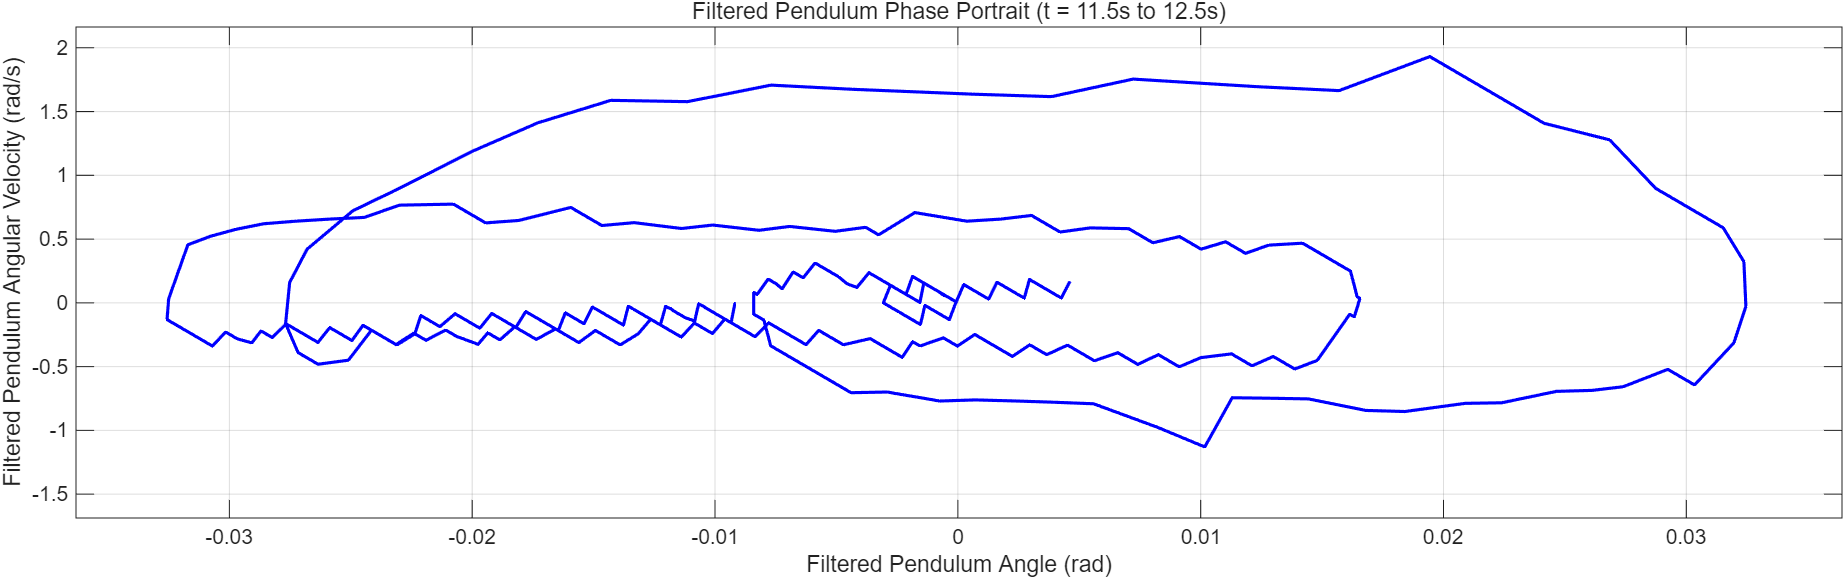 Filtered Pendulum Phase Portrait (t = 11.5s to 12.5s)
Filtered Pendulum Angular Velocity (rad/s)
2
1.5
1
0.5
0
-0.5
-1
-1.5
-0.03 -0.02 -0.01 0 0.01 0.02 0.03
Filtered Pendulum Angle (rad)